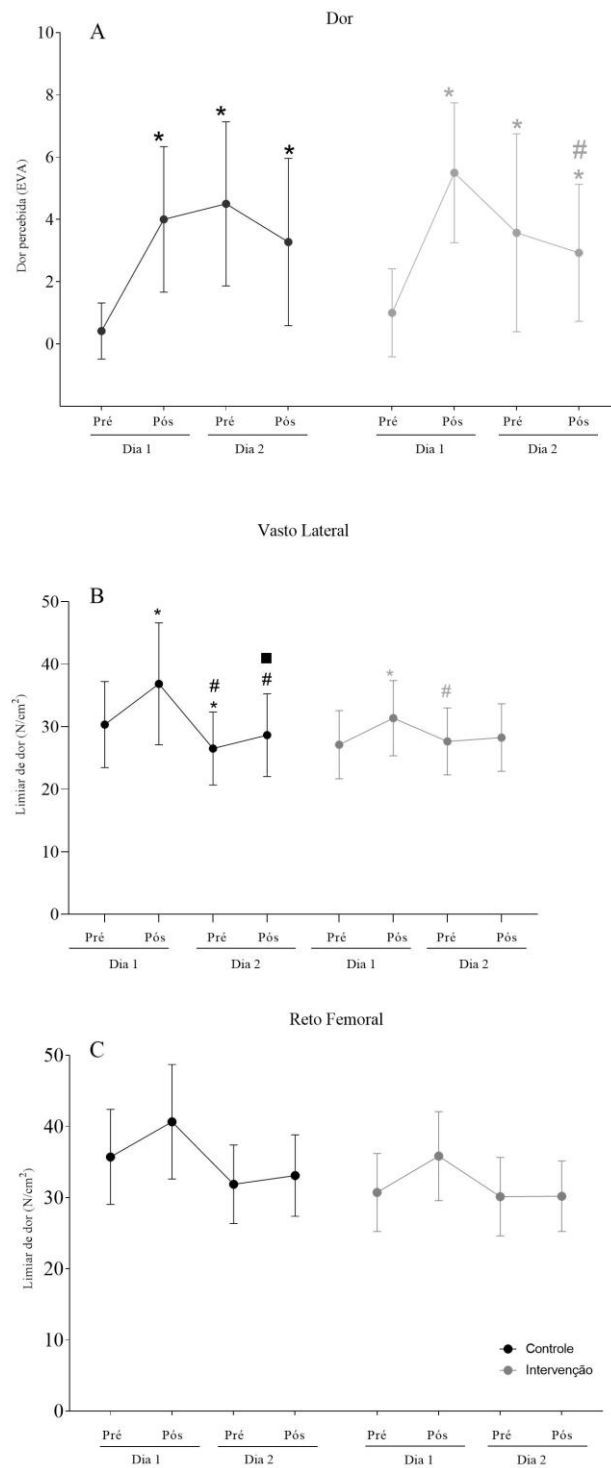 Dor
A
10
8
6
4
2
0
Dor percebida (EVA)
* * * * * # *
Pré Pós Pré Pós Pré Pós Pré Pós
Dia 1 Dia 2 Dia 1 Dia 2
Vasto Lateral
B
50
40
30
20
10
0
Limiar de dor (N/cm²)
* # * ■ # * #
Pré Pós Pré Pós Pré Pós Pré Pós
Dia 1 Dia 2 Dia 1 Dia 2
Reto Femoral
C
50
40
30
20
10
0
Limiar de dor (N/cm²)
Controle
Intervenção
Pré Pós Pré Pós Pré Pós Pré Pós
Dia 1 Dia 2 Dia 1 Dia 2